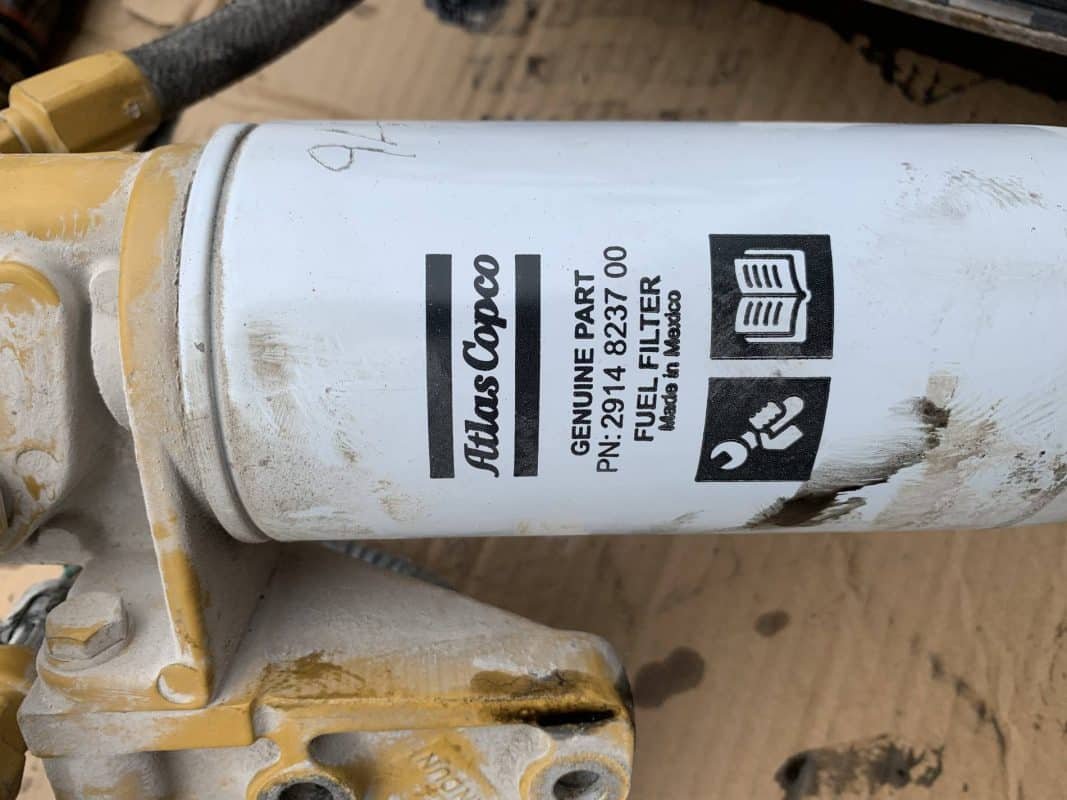 Atlas Copco
GENUINE PART
PN: 2914 8237 00
FUEL FILTER
Made in Mexico